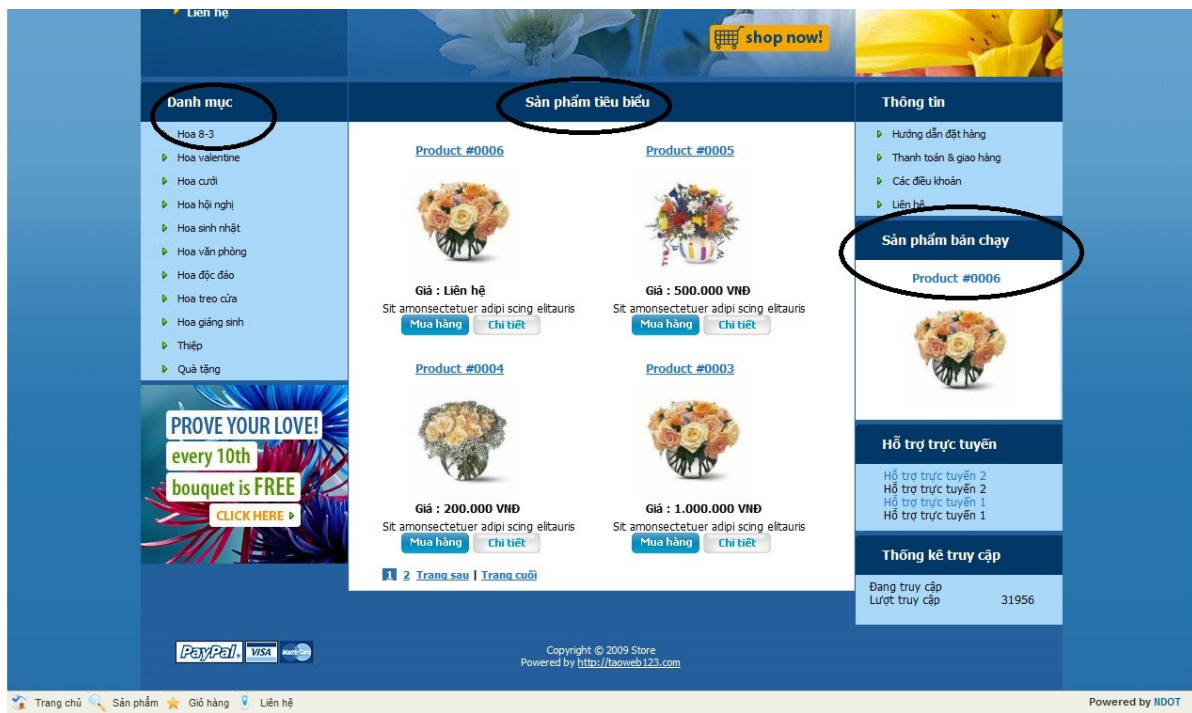 Liên hệ
shop now!
Danh mục
Hoa 8-3
Hoa valentine
Hoa cưới
Hoa hội nghị
Hoa sinh nhật
Hoa văn phòng
Hoa độc đáo
Hoa treo cửa
Hoa giáng sinh
Thiệp
Quà tặng
PROVE YOUR LOVE!
every 10th
bouquet is FREE
CLICK HERE
PayPal VISA MasterCard
Sản phẩm tiêu biểu
Product #0006 Product #0005
Giá : Liên hệ Giá : 500.000 VNĐ
Sit amonsectetuer adipi scing elitauris Sit amonsectetuer adipi scing elitauris
Mua hàng Chi tiết Mua hàng Chi tiết
Product #0004 Product #0003
Giá : 200.000 VNĐ Giá : 1.000.000 VNĐ
Sit amonsectetuer adipi scing elitauris Sit amonsectetuer adipi scing elitauris
Mua hàng Chi tiết Mua hàng Chi tiết
1 2 Trang sau | Trang cuối
Thông tin
Hướng dẫn đặt hàng
Thanh toán & giao hàng
Các điều khoản
Liên hệ
Sản phẩm bán chạy
Product #0006
Hỗ trợ trực tuyến
Hỗ trợ trực tuyến 2
Hỗ trợ trực tuyến 2
Hỗ trợ trực tuyến 1
Hỗ trợ trực tuyến 1
Thống kê truy cập
Đang truy cập
Lượt truy cập 31956
Copyright © 2009 Store
Powered by http://taoweb123.com
Trang chủ Sản phẩm Giỏ hàng Liên hệ Powered by NDOT